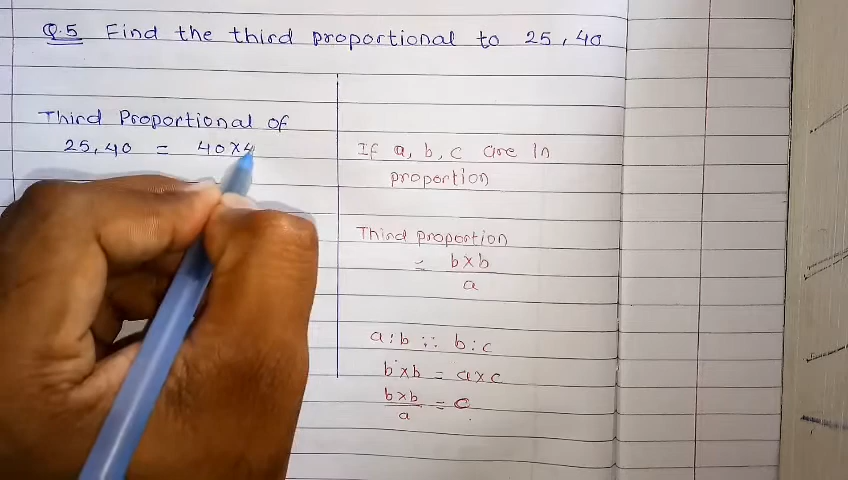 Q.5 Find the third proportional to 25, 40
Third Proportional of
25, 40 = 40×4
If a, b, c are in
proportion
Third proportion
= b×b
a
a : b :: b : c
b×b = a×c
b×b = c
a